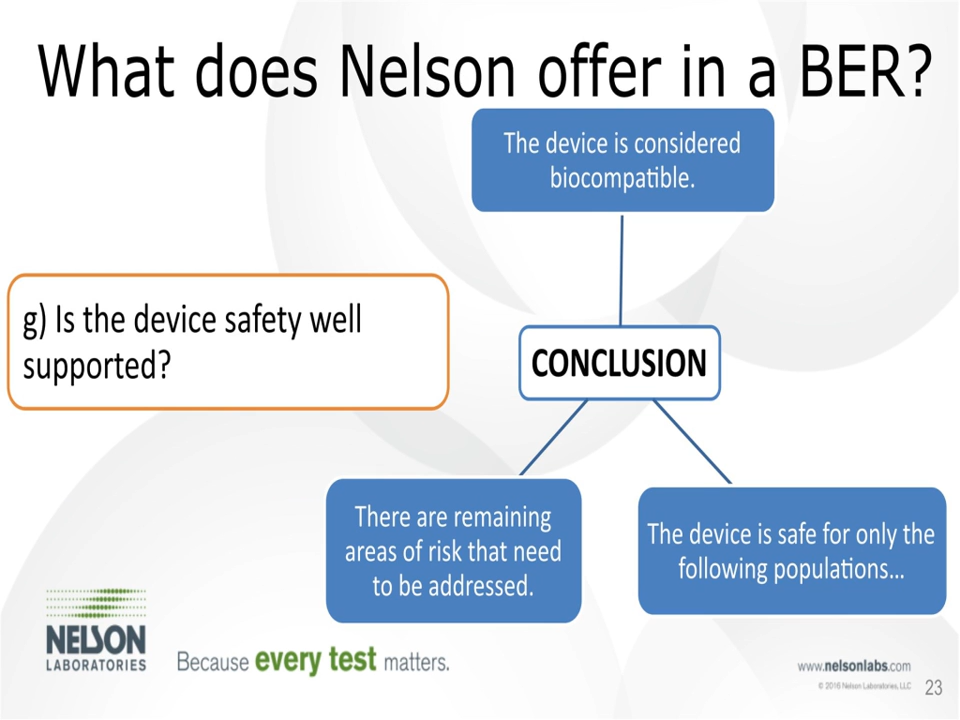 What does Nelson offer in a BER?
The device is considered
biocompatible.
g) Is the device safety well
supported?
CONCLUSION
There are remaining
areas of risk that need
to be addressed.
The device is safe for only the
following populations...
NELSON
LABORATORIES
Because every test matters.
www.nelsonlabs.com
© 2016 Nelson Laboratories, LLC
23